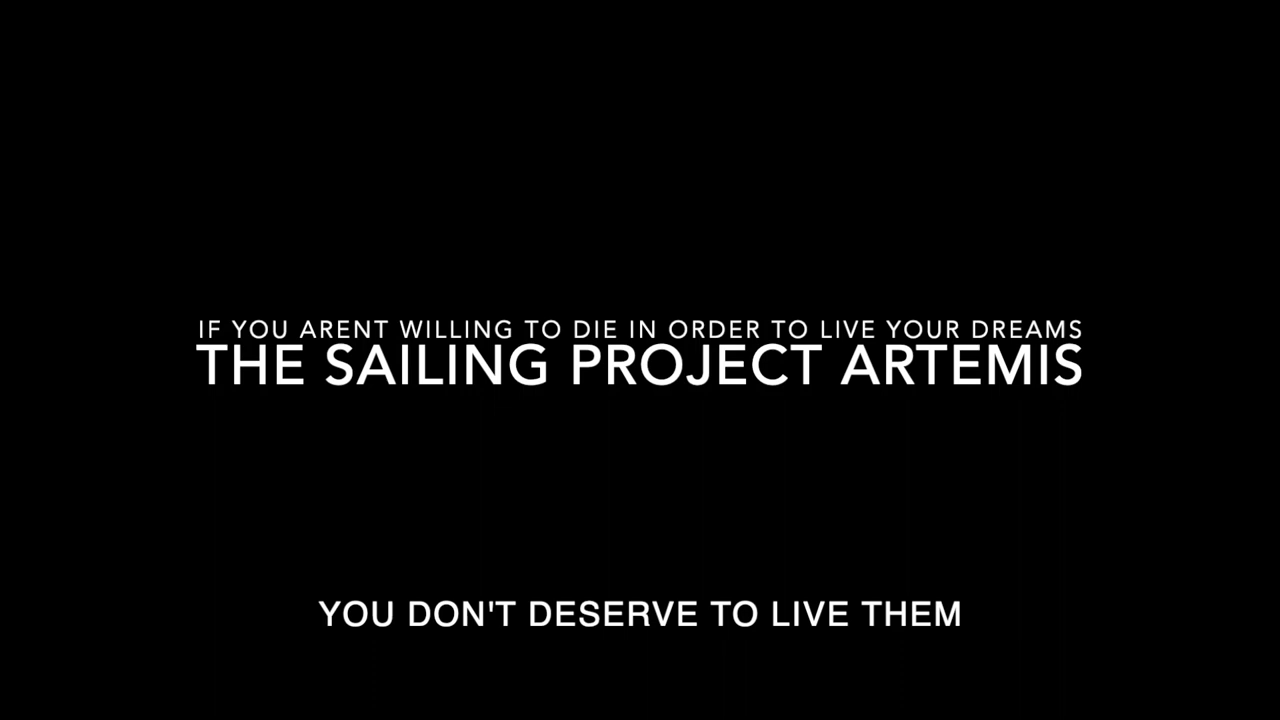 IF YOU ARENT WILLING TO DIE IN ORDER TO LIVE YOUR DREAMS
THE SAILING PROJECT ARTEMIS
YOU DON'T DESERVE TO LIVE THEM